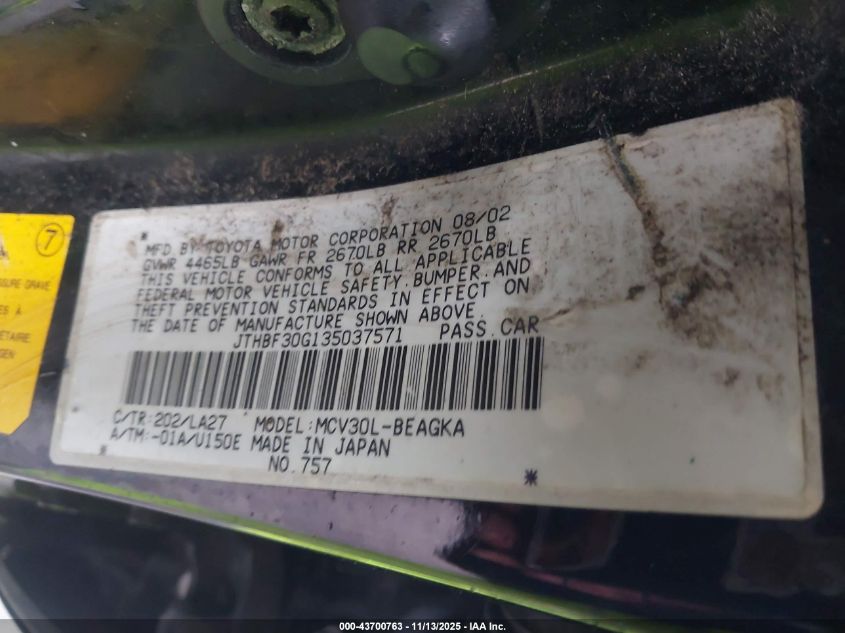 MFD BY TOYOTA MOTOR CORPORATION 08/02
GVWR 4465LB GAWR FR 2670LB RR 2670LB
THIS VEHICLE CONFORMS TO ALL APPLICABLE
FEDERAL MOTOR VEHICLE SAFETY, BUMPER, AND
THEFT PREVENTION STANDARDS IN EFFECT ON
THE DATE OF MANUFACTURE SHOWN ABOVE.
JTHBF30G135037571 PASS.CAR
C/TR:202/LA27 MODEL:MCV30L-BEAGKA
A/TM:-01A/U150E MADE IN JAPAN
NO.757
7
GRAVE
000-43700763 - 11/13/2025 - IAA Inc.